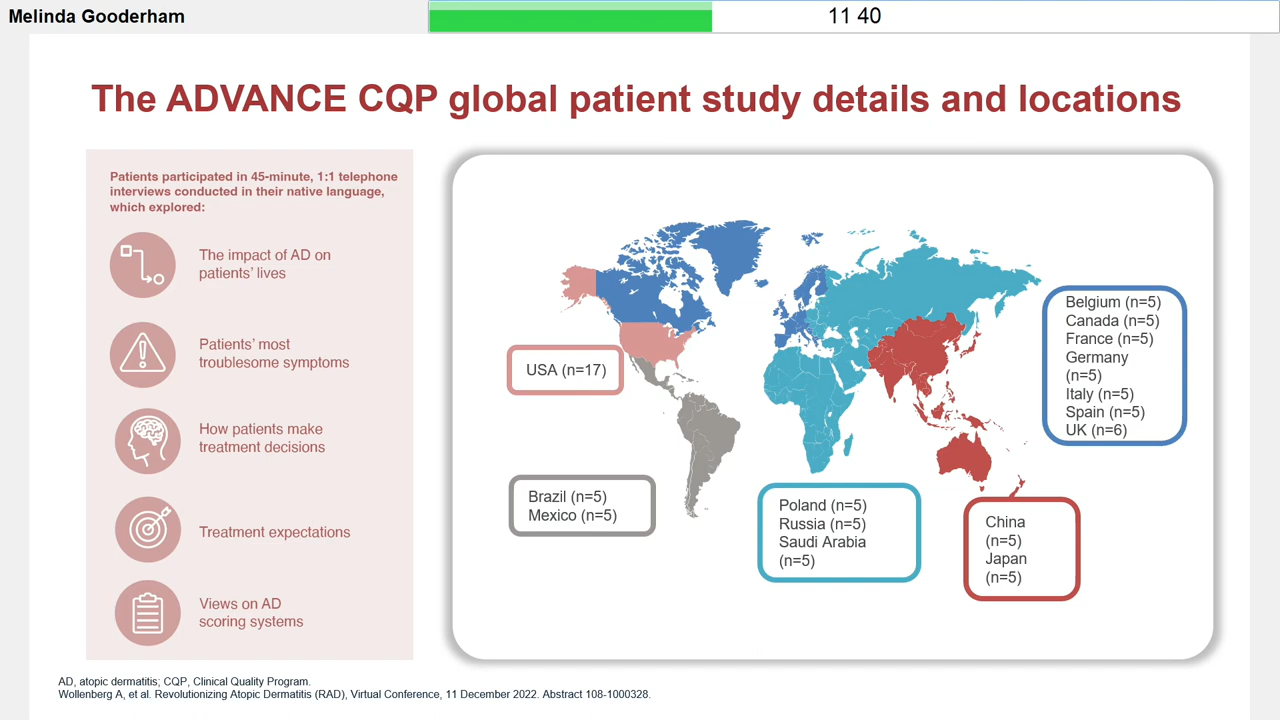 Melinda Gooderham
11 40
The ADVANCE CQP global patient study details and locations
Patients participated in 45-minute, 1:1 telephone
interviews conducted in their native language,
which explored:
The impact of AD on
patients’ lives
Patients’ most
troublesome symptoms
How patients make
treatment decisions
Treatment expectations
Views on AD
scoring systems
USA (n=17)
Brazil (n=5)
Mexico (n=5)
Poland (n=5)
Russia (n=5)
Saudi Arabia
(n=5)
China
(n=5)
Japan
(n=5)
Belgium (n=5)
Canada (n=5)
France (n=5)
Germany
(n=5)
Italy (n=5)
Spain (n=5)
UK (n=6)
AD, atopic dermatitis; CQP, Clinical Quality Program.
Wollenberg A, et al. Revolutionizing Atopic Dermatitis (RAD), Virtual Conference, 11 December 2022. Abstract 108-1000328.